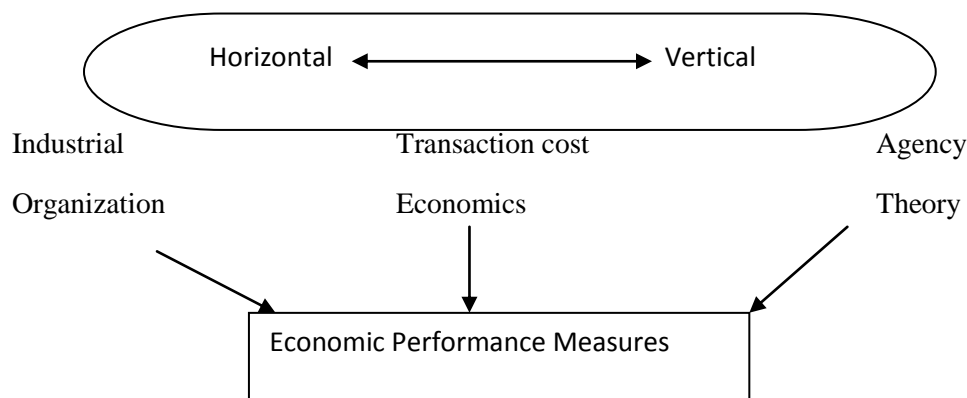 Horizontal Vertical
Industrial Transaction cost Agency
Organization Economics Theory
Economic Performance Measures